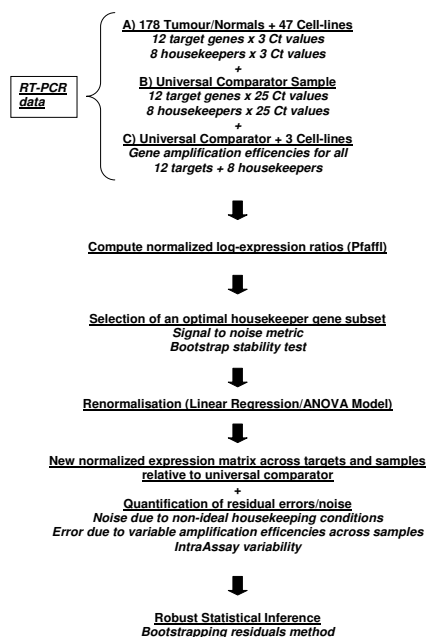 RT-PCR
data
A) 178 Tumour/Normals + 47 Cell-lines
12 target genes x 3 Ct values
8 housekeepers x 3 Ct values
+
B) Universal Comparator Sample
12 target genes x 25 Ct values
8 housekeepers x 25 Ct values
+
C) Universal Comparator + 3 Cell-lines
Gene amplification efficencies for all
12 targets + 8 housekeepers
Compute normalized log-expression ratios (Pfaffl)
Selection of an optimal housekeeper gene subset
Signal to noise metric
Bootstrap stability test
Renormalisation (Linear Regression/ANOVA Model)
New normalized expression matrix across targets and samples
relative to universal comparator
+
Quantification of residual errors/noise
Noise due to non-ideal housekeeping conditions
Error due to variable amplification efficencies across samples
IntraAssay variability
Robust Statistical Inference
Bootstrapping residuals method